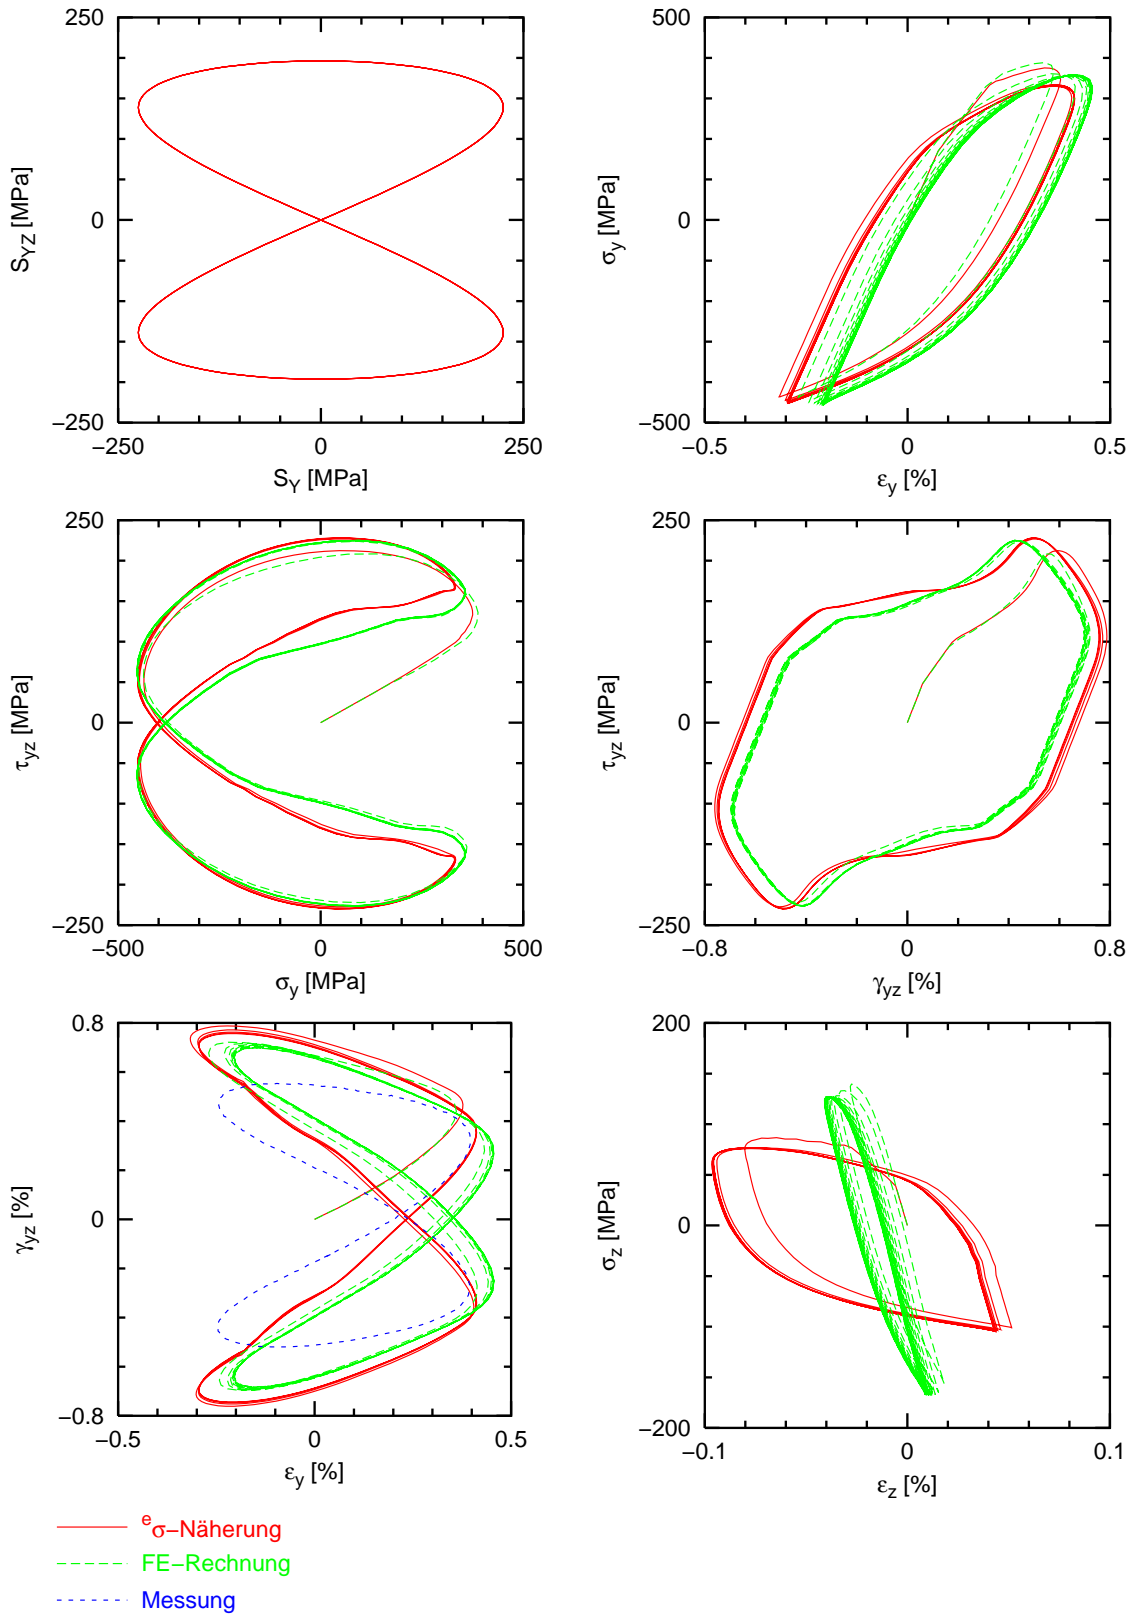 250
S_YZ [MPa]
0
−250
−250 0 250
S_Y [MPa]
500
σ_y [MPa]
0
−500
−0.5 0 0.5
ε_y [%]
250
τ_yz [MPa]
0
−250
−500 0 500
σ_y [MPa]
250
τ_yz [MPa]
0
−250
−0.8 0 0.8
γ_yz [%]
0.8
γ_yz [%]
0
−0.8
−0.5 0 0.5
ε_y [%]
200
σ_z [MPa]
0
−200
−0.1 0 0.1
ε_z [%]
^eσ−Näherung
FE−Rechnung
Messung